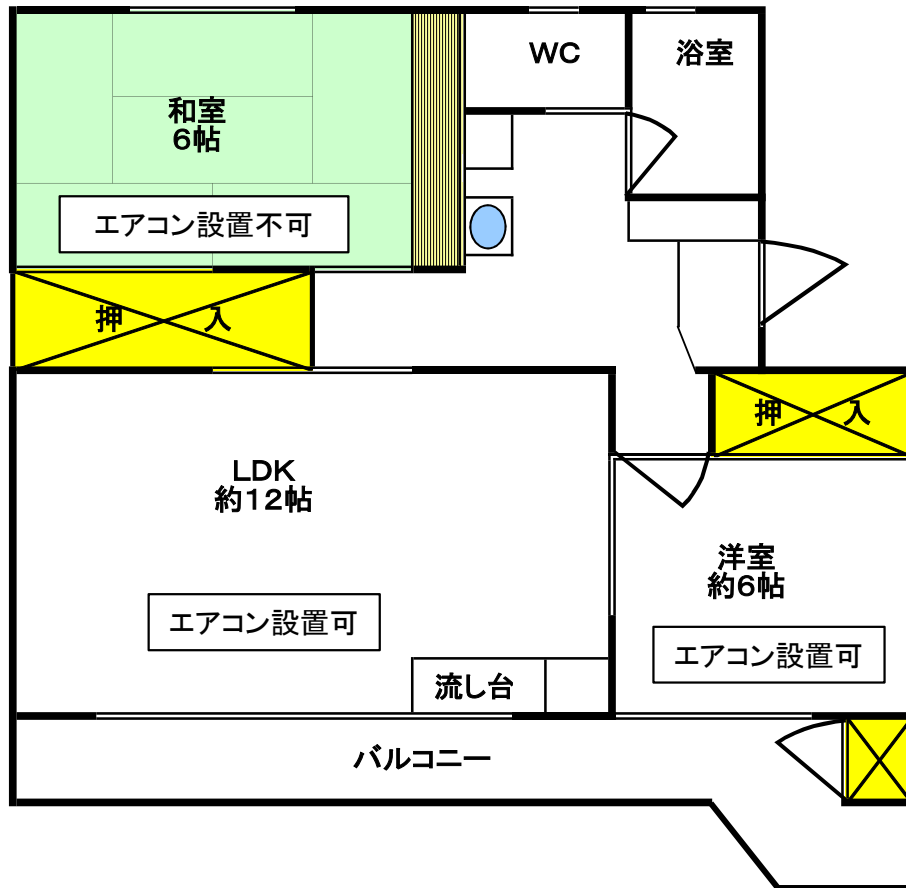 WC
浴室
和室
6帖
エアコン設置不可
押 入
押 入
LDK
約12帖
洋室
約6帖
エアコン設置可
エアコン設置可
流し台
バルコニー